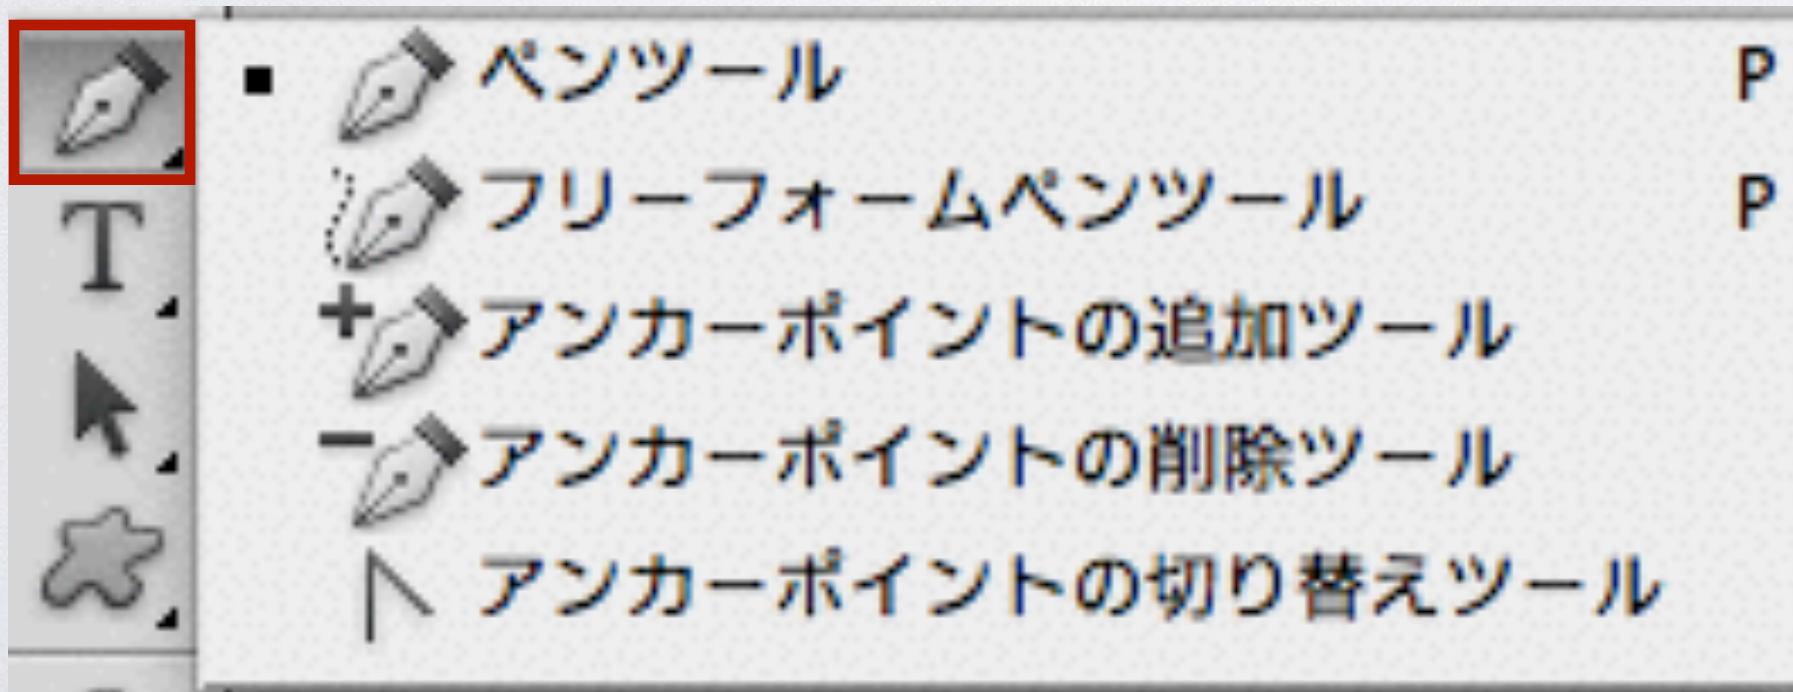 ペンツール P
フリーフォームペンツール P
アンカーポイントの追加ツール
アンカーポイントの削除ツール
アンカーポイントの切り替えツール